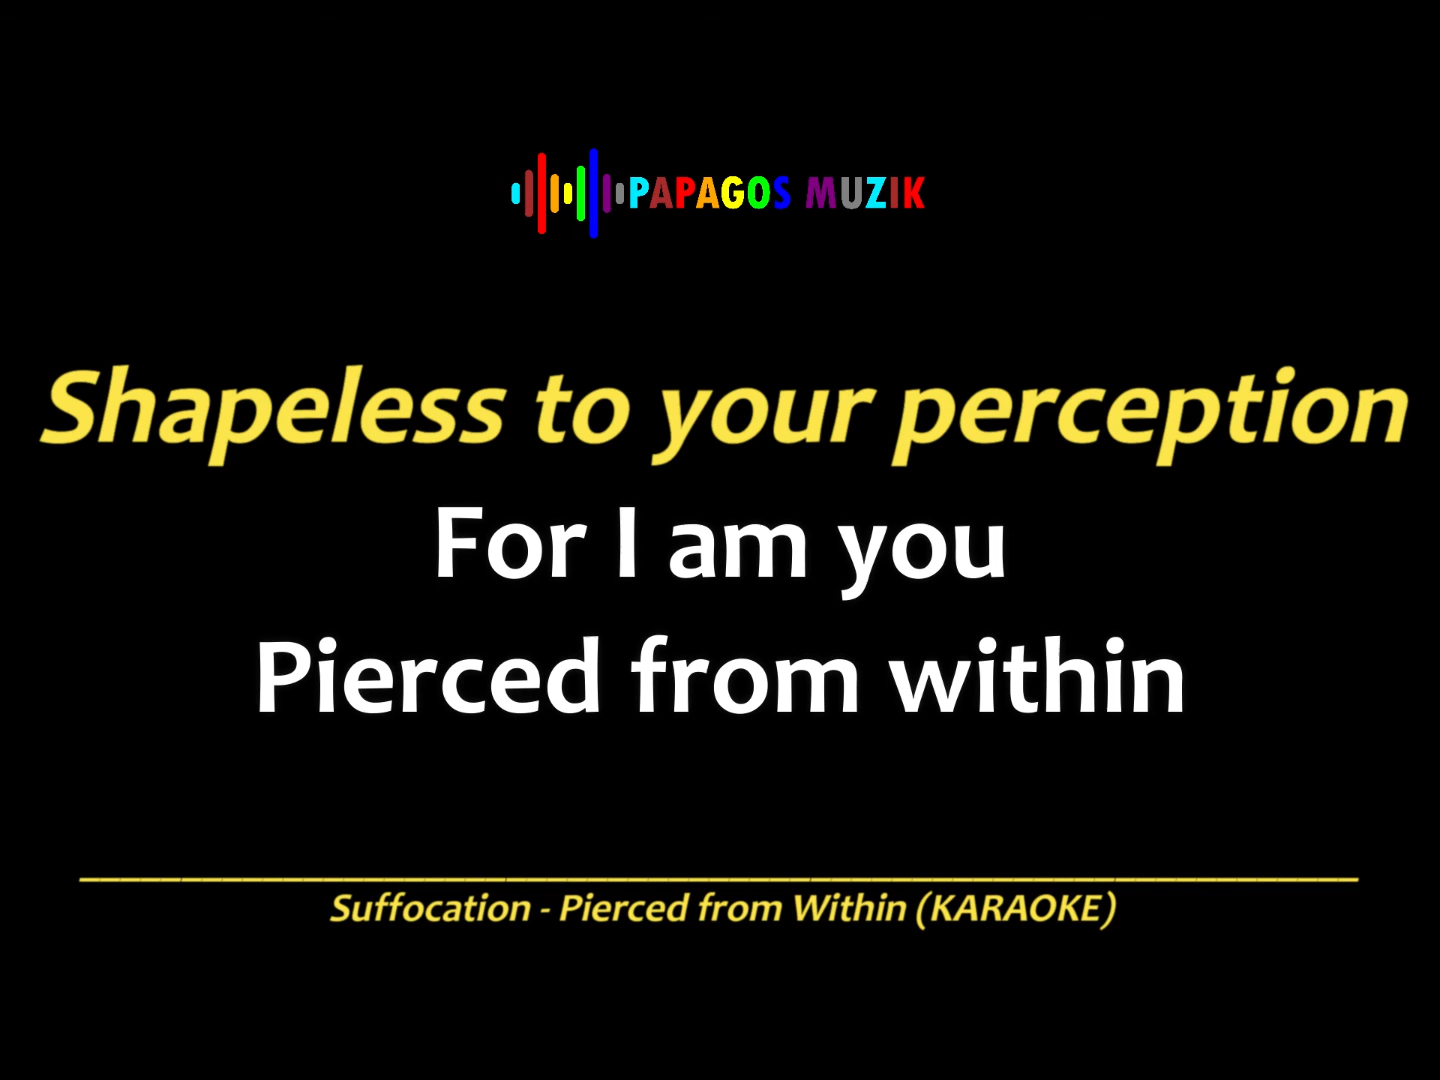 PAPAGOS MUZIK
Shapeless to your perception
For I am you
Pierced from within
Suffocation - Pierced from Within (KARAOKE)